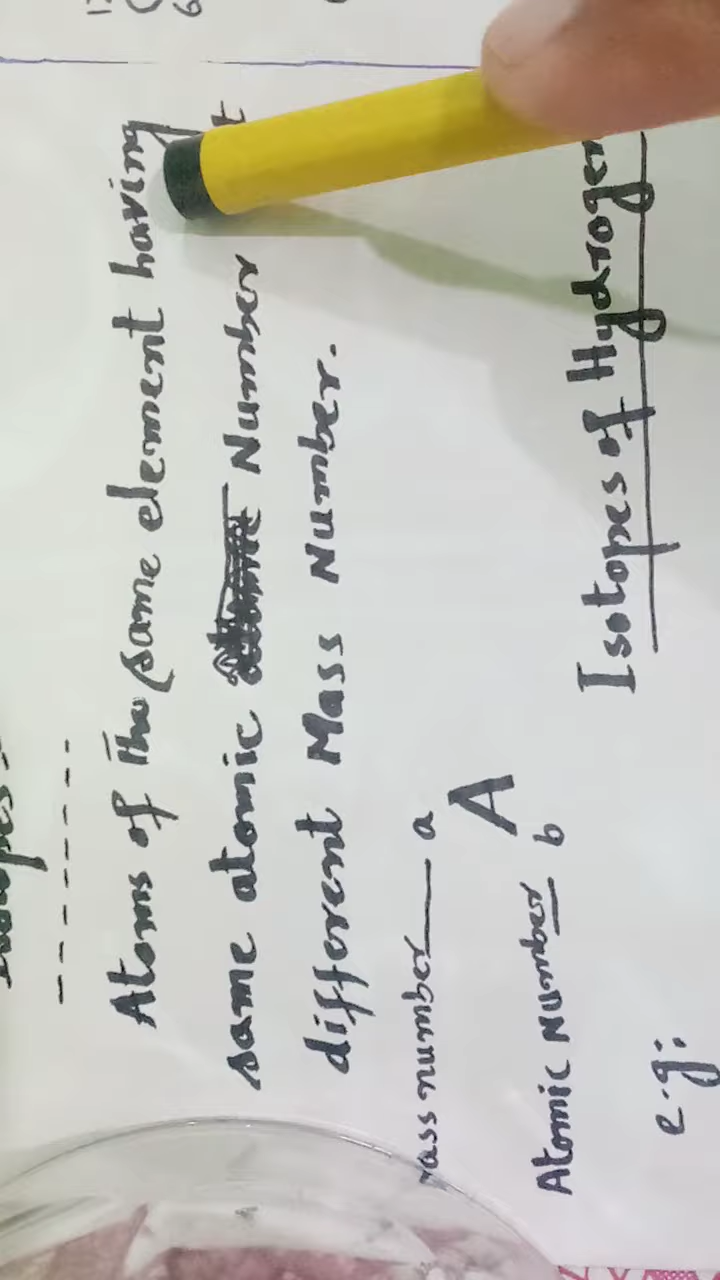 Isotopes:-
Atoms of The same element having
same atomic Number
different Mass Number.
mass number a
A
Atomic Number b
e.g:
Isotopes of Hydrogen